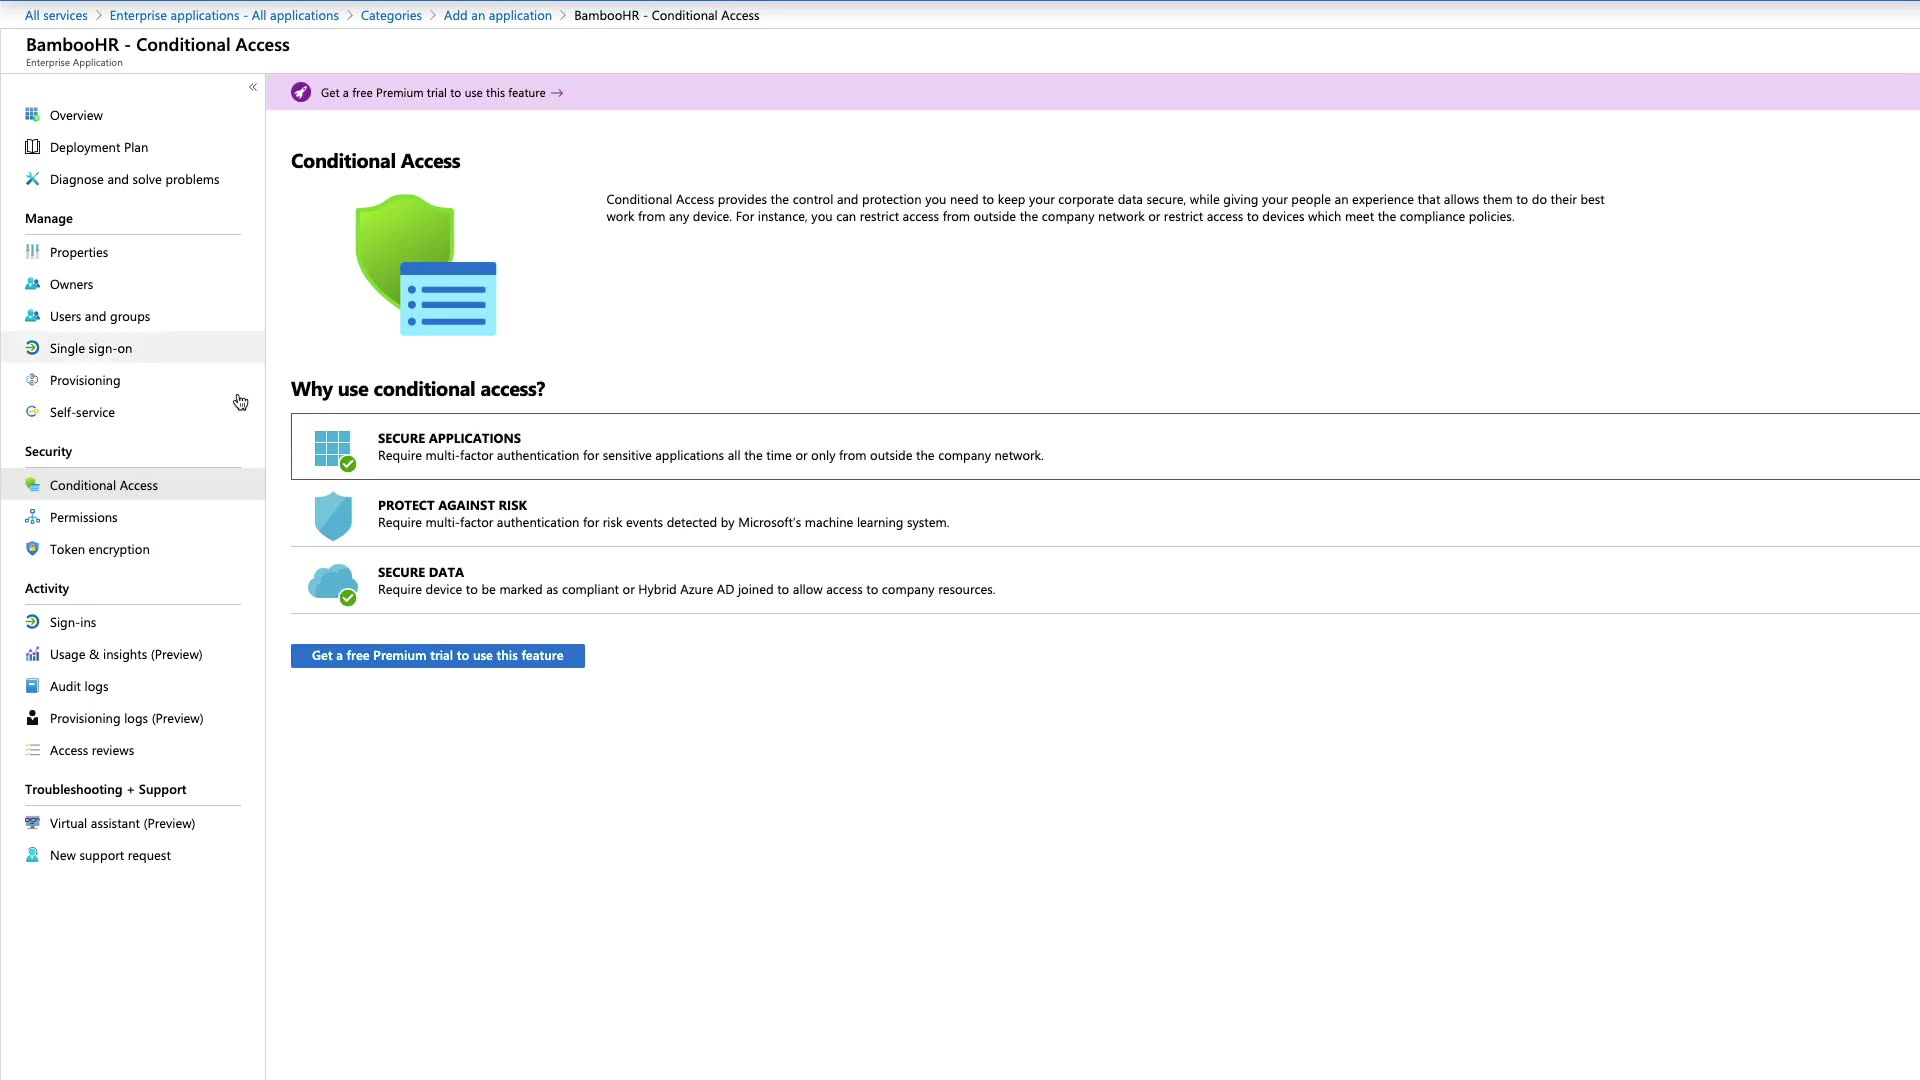 All services > Enterprise applications - All applications > Categories > Add an application > BambooHR - Conditional Access
BambooHR - Conditional Access
Enterprise Application
«
Overview
Deployment Plan
Diagnose and solve problems
Manage
Properties
Owners
Users and groups
Single sign-on
Provisioning
Self-service
Security
Conditional Access
Permissions
Token encryption
Activity
Sign-ins
Usage & insights (Preview)
Audit logs
Provisioning logs (Preview)
Access reviews
Troubleshooting + Support
Virtual assistant (Preview)
New support request
Get a free Premium trial to use this feature →
Conditional Access
Conditional Access provides the control and protection you need to keep your corporate data secure, while giving your people an experience that allows them to do their best
work from any device. For instance, you can restrict access from outside the company network or restrict access to devices which meet the compliance policies.
Why use conditional access?
SECURE APPLICATIONS
Require multi-factor authentication for sensitive applications all the time or only from outside the company network.
PROTECT AGAINST RISK
Require multi-factor authentication for risk events detected by Microsoft's machine learning system.
SECURE DATA
Require device to be marked as compliant or Hybrid Azure AD joined to allow access to company resources.
Get a free Premium trial to use this feature